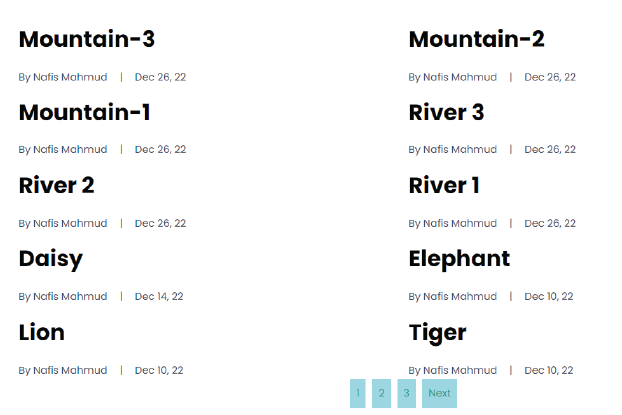 Mountain-3
By Nafis Mahmud | Dec 26, 22
Mountain-2
By Nafis Mahmud | Dec 26, 22
Mountain-1
By Nafis Mahmud | Dec 26, 22
River 3
By Nafis Mahmud | Dec 26, 22
River 2
By Nafis Mahmud | Dec 26, 22
River 1
By Nafis Mahmud | Dec 26, 22
Daisy
By Nafis Mahmud | Dec 14, 22
Elephant
By Nafis Mahmud | Dec 10, 22
Lion
By Nafis Mahmud | Dec 10, 22
Tiger
By Nafis Mahmud | Dec 10, 22
1 2 3 Next